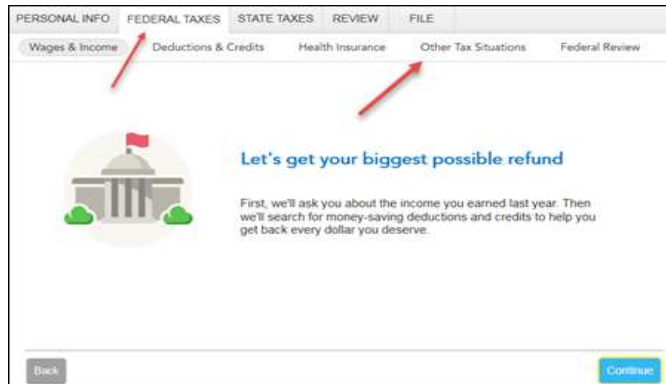 PERSONAL INFO FEDERAL TAXES STATE TAXES REVIEW FILE
Wages & Income Deductions & Credits Health Insurance Other Tax Situations Federal Review
Let's get your biggest possible refund
First, we'll ask you about the income you earned last year. Then
we'll search for money-saving deductions and credits to help you
get back every dollar you deserve.
Back Continue